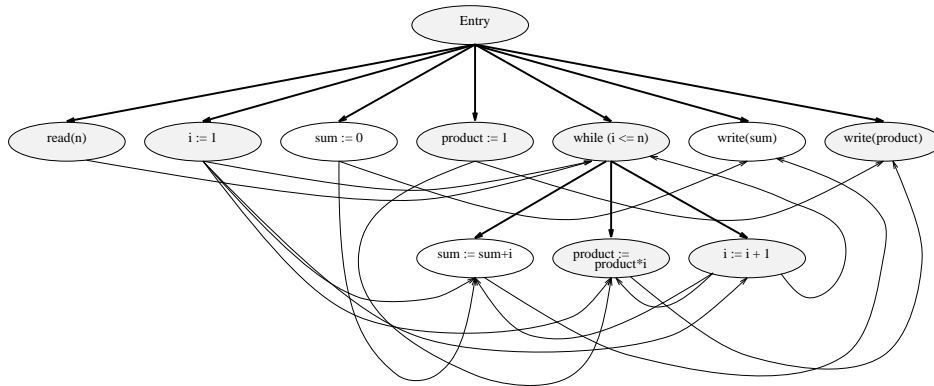 Entry
read(n)
i := 1
sum := 0
product := 1
while (i <= n)
write(sum)
write(product)
sum := sum+i
product :=
product*i
i := i + 1